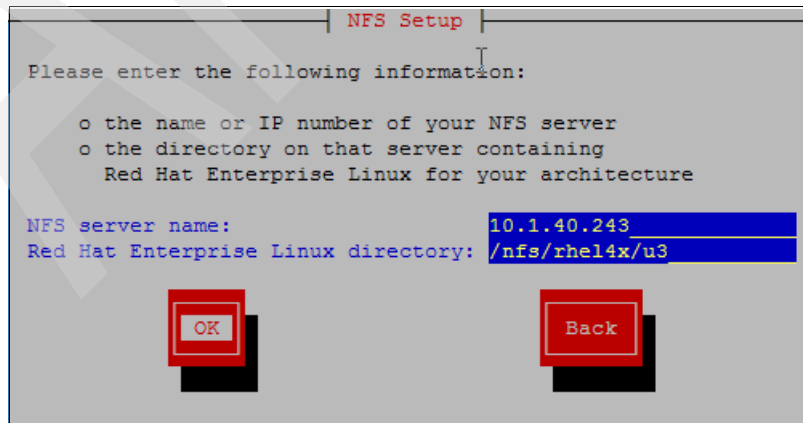 NFS Setup
Please enter the following information:
o the name or IP number of your NFS server
o the directory on that server containing
Red Hat Enterprise Linux for your architecture
NFS server name: 10.1.40.243
Red Hat Enterprise Linux directory: /nfs/rhel4x/u3
OK Back